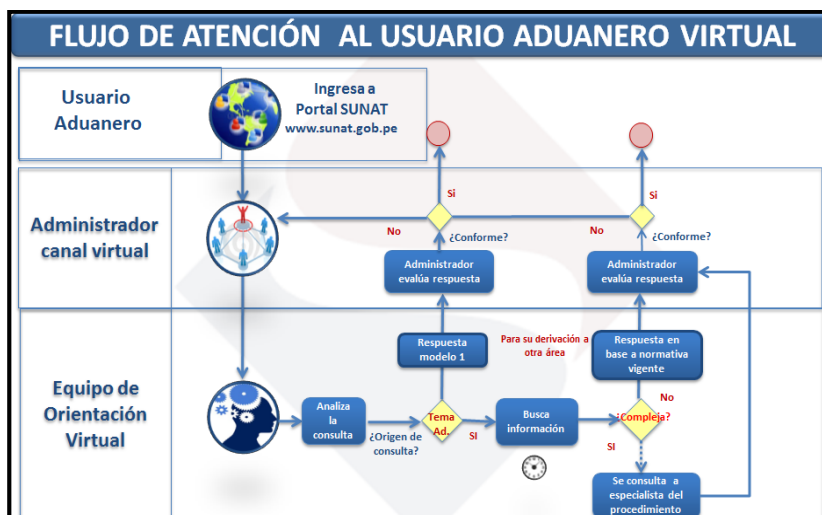 FLUJO DE ATENCIÓN AL USUARIO ADUANERO VIRTUAL
Usuario
Aduanero
Ingresa a
Portal SUNAT
www.sunat.gob.pe
Administrador
canal virtual
Si
No
¿Conforme?
Administrador
evalúa respuesta
Si
No
¿Conforme?
Administrador
evalúa respuesta
Equipo de
Orientación
Virtual
Analiza
la
consulta
¿Origen de
consulta?
Respuesta
modelo 1
Tema
Ad.
SI
Para su derivación a
otra área
Busca
información
Respuesta en
base a normativa
vigente
No
¿Compleja?
SI
Se consulta a
especialista del
procedimiento